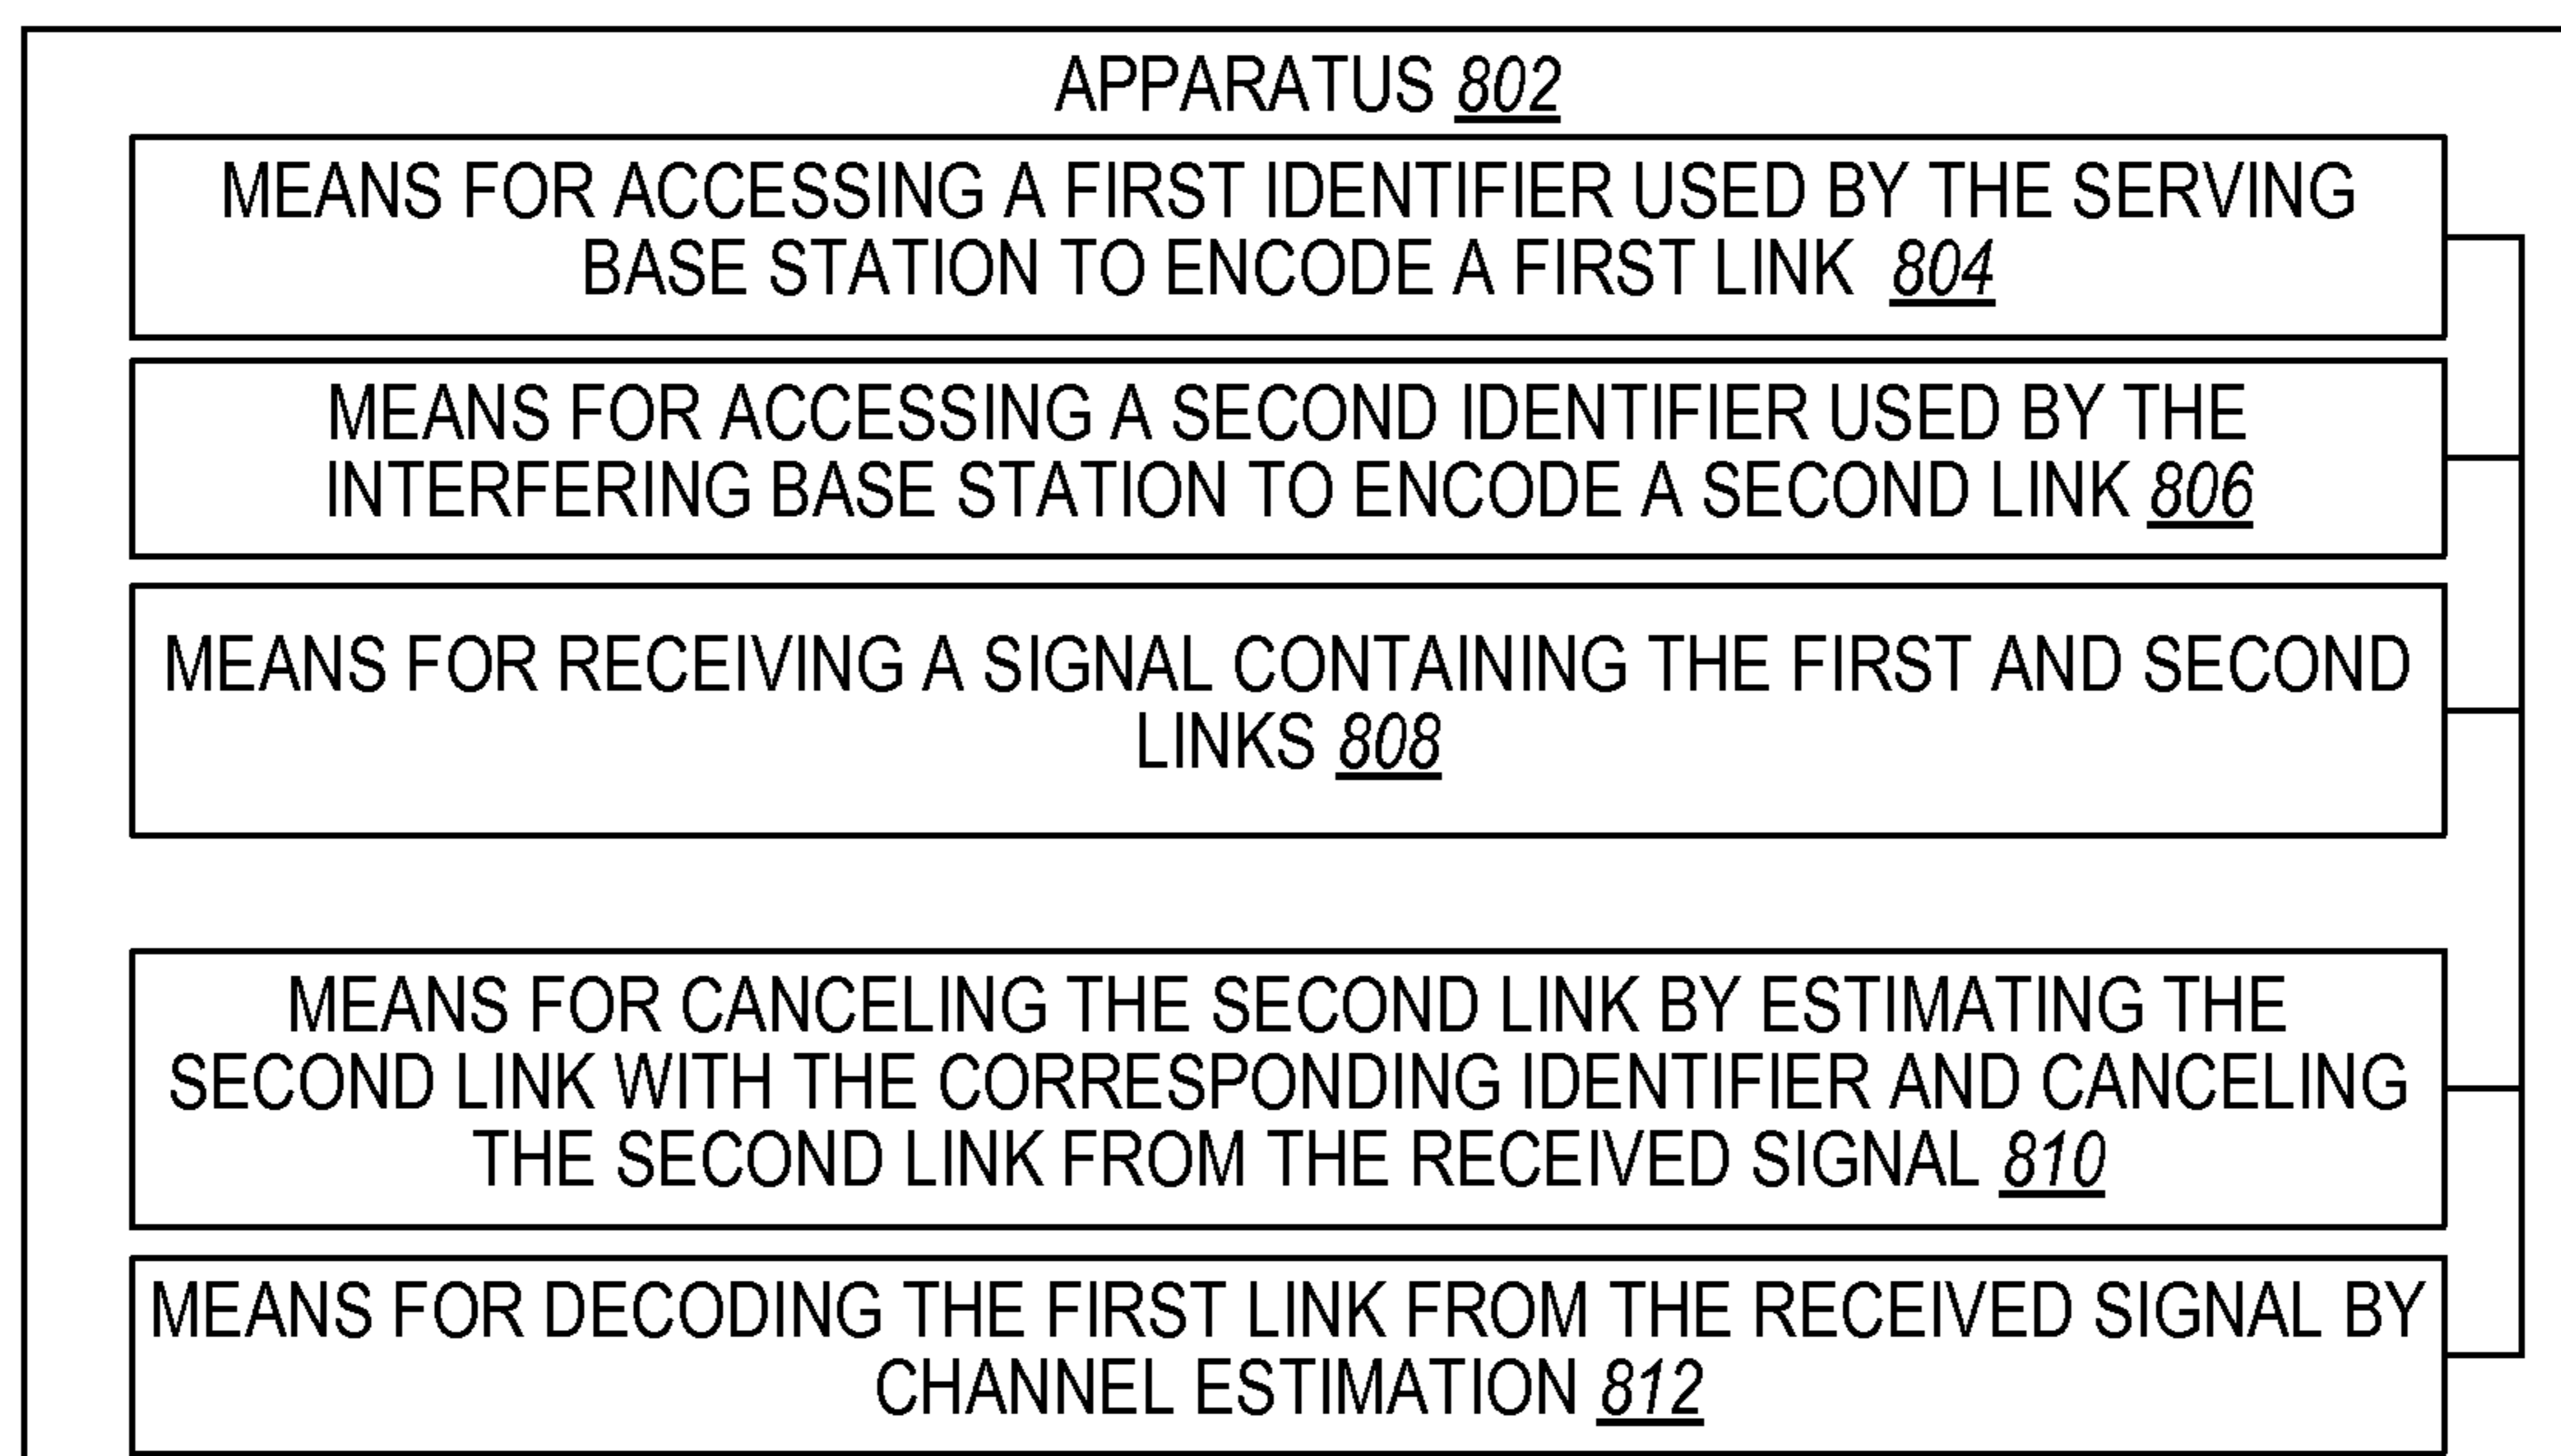 APPARATUS 802
MEANS FOR ACCESSING A FIRST IDENTIFIER USED BY THE SERVING
BASE STATION TO ENCODE A FIRST LINK 804
MEANS FOR ACCESSING A SECOND IDENTIFIER USED BY THE
INTERFERING BASE STATION TO ENCODE A SECOND LINK 806
MEANS FOR RECEIVING A SIGNAL CONTAINING THE FIRST AND SECOND
LINKS 808
MEANS FOR CANCELING THE SECOND LINK BY ESTIMATING THE
SECOND LINK WITH THE CORRESPONDING IDENTIFIER AND CANCELING
THE SECOND LINK FROM THE RECEIVED SIGNAL 810
MEANS FOR DECODING THE FIRST LINK FROM THE RECEIVED SIGNAL BY
CHANNEL ESTIMATION 812